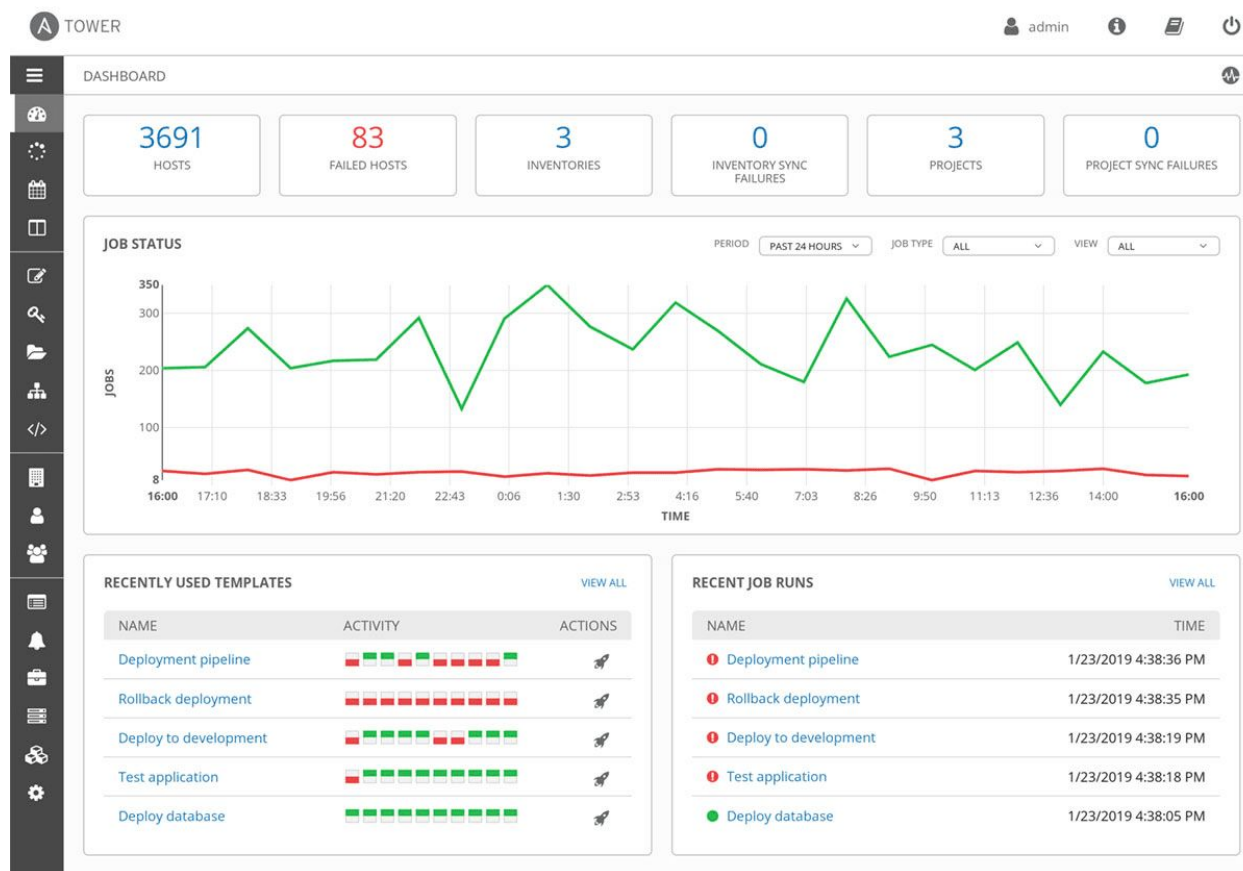 A TOWER admin
DASHBOARD
3691 83 3 0 3 0
HOSTS FAILED HOSTS INVENTORIES INVENTORY SYNC FAILURES PROJECTS PROJECT SYNC FAILURES
JOB STATUS PERIOD PAST 24 HOURS JOB TYPE ALL VIEW ALL
350
300
200
100
8
JOBS
16:00 17:10 18:33 19:56 21:20 22:43 0:06 1:30 2:53 4:16 5:40 7:03 8:26 9:50 11:13 12:36 14:00 16:00
TIME
RECENTLY USED TEMPLATES VIEW ALL
NAME ACTIVITY ACTIONS
Deployment pipeline
Rollback deployment
Deploy to development
Test application
Deploy database
RECENT JOB RUNS VIEW ALL
NAME TIME
Deployment pipeline 1/23/2019 4:38:36 PM
Rollback deployment 1/23/2019 4:38:35 PM
Deploy to development 1/23/2019 4:38:19 PM
Test application 1/23/2019 4:38:18 PM
Deploy database 1/23/2019 4:38:05 PM